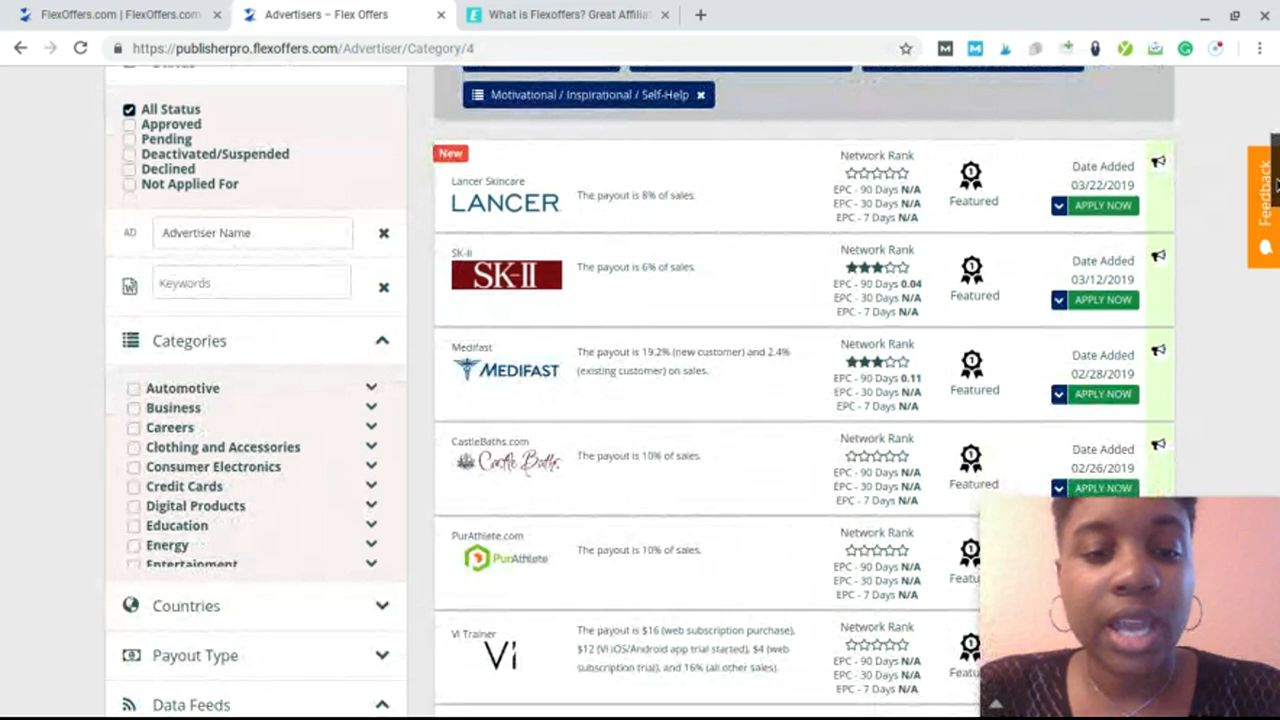 FlexOffers.com | FlexOffers.com
Advertisers – Flex Offers
What is Flexoffers? Great Affilia
https://publisherpro.flexoffers.com/Advertiser/Category/4
Motivational / Inspirational / Self-Help
All Status
Approved
Pending
Deactivated/Suspended
Declined
Not Applied For
AD
Advertiser Name
Keywords
Categories
Automotive
Business
Careers
Clothing and Accessories
Consumer Electronics
Credit Cards
Digital Products
Education
Energy
Entertainment
Countries
Payout Type
Data Feeds
New
Lancer Skincare
LANCER
The payout is 8% of sales.
Network Rank
EPC - 90 Days N/A
EPC - 30 Days N/A
EPC - 7 Days N/A
Featured
Date Added
03/22/2019
APPLY NOW
SK-II
SK-II
The payout is 6% of sales.
Network Rank
EPC - 90 Days 0.04
EPC - 30 Days N/A
EPC - 7 Days N/A
Featured
Date Added
03/12/2019
APPLY NOW
Medifast
MEDIFAST
The payout is 19.2% (new customer) and 2.4%
(existing customer) on sales.
Network Rank
EPC - 90 Days 0.11
EPC - 30 Days N/A
EPC - 7 Days N/A
Featured
Date Added
02/28/2019
APPLY NOW
CastleBaths.com
Castle Baths
The payout is 10% of sales.
Network Rank
EPC - 90 Days N/A
EPC - 30 Days N/A
EPC - 7 Days N/A
Featured
Date Added
02/26/2019
APPLY NOW
PurAthlete.com
PurAthlete
The payout is 10% of sales.
Network Rank
EPC - 90 Days N/A
EPC - 30 Days N/A
EPC - 7 Days N/A
Featu
Vi Trainer
Vi
The payout is $16 (web subscription purchase),
$12 (Vi iOS/Android app trial started), $4 (web
subscription trial), and 16% (all other sales).
Network Rank
EPC - 90 Days N/A
EPC - 30 Days N/A
EPC - 7 Days N/A
Featu
Feedback